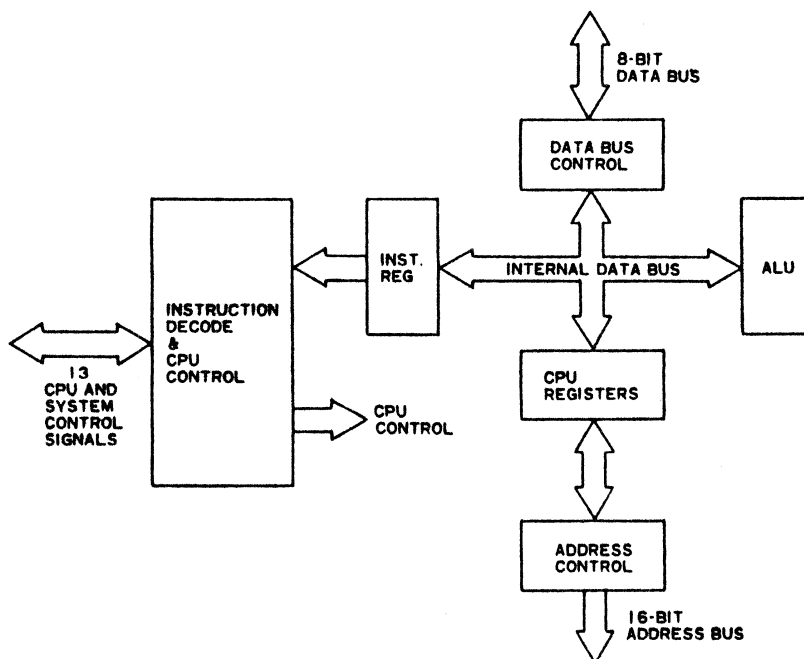 8-BIT
DATA BUS
DATA BUS
CONTROL
INST.
REG
INTERNAL DATA BUS
ALU
INSTRUCTION
DECODE
&
CPU
CONTROL
13
CPU AND
SYSTEM
CONTROL
SIGNALS
CPU
CONTROL
CPU
REGISTERS
ADDRESS
CONTROL
16-BIT
ADDRESS BUS